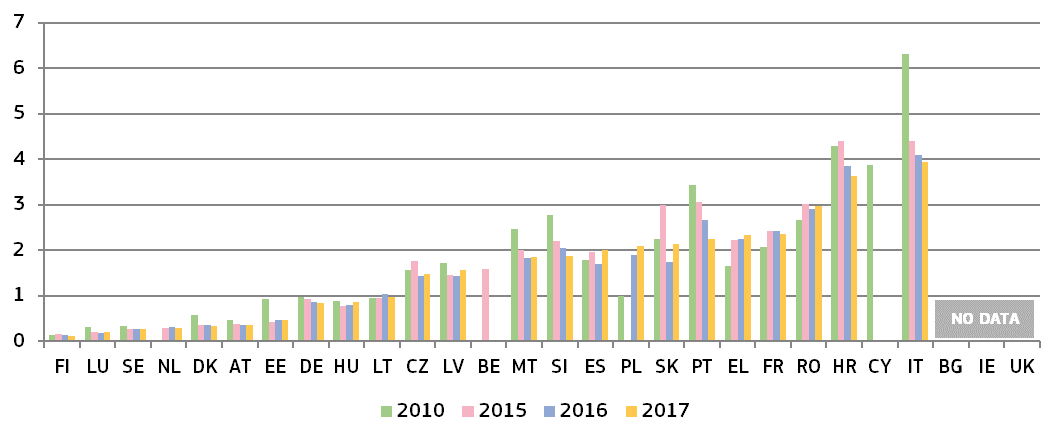 7
6
5
4
3
2
1
0
NO DATA
FI LU SE NL DK AT EE DE HU LT CZ LV BE MT SI ES PL SK PT EL FR RO HR CY IT BG IE UK
2010 2015 2016 2017